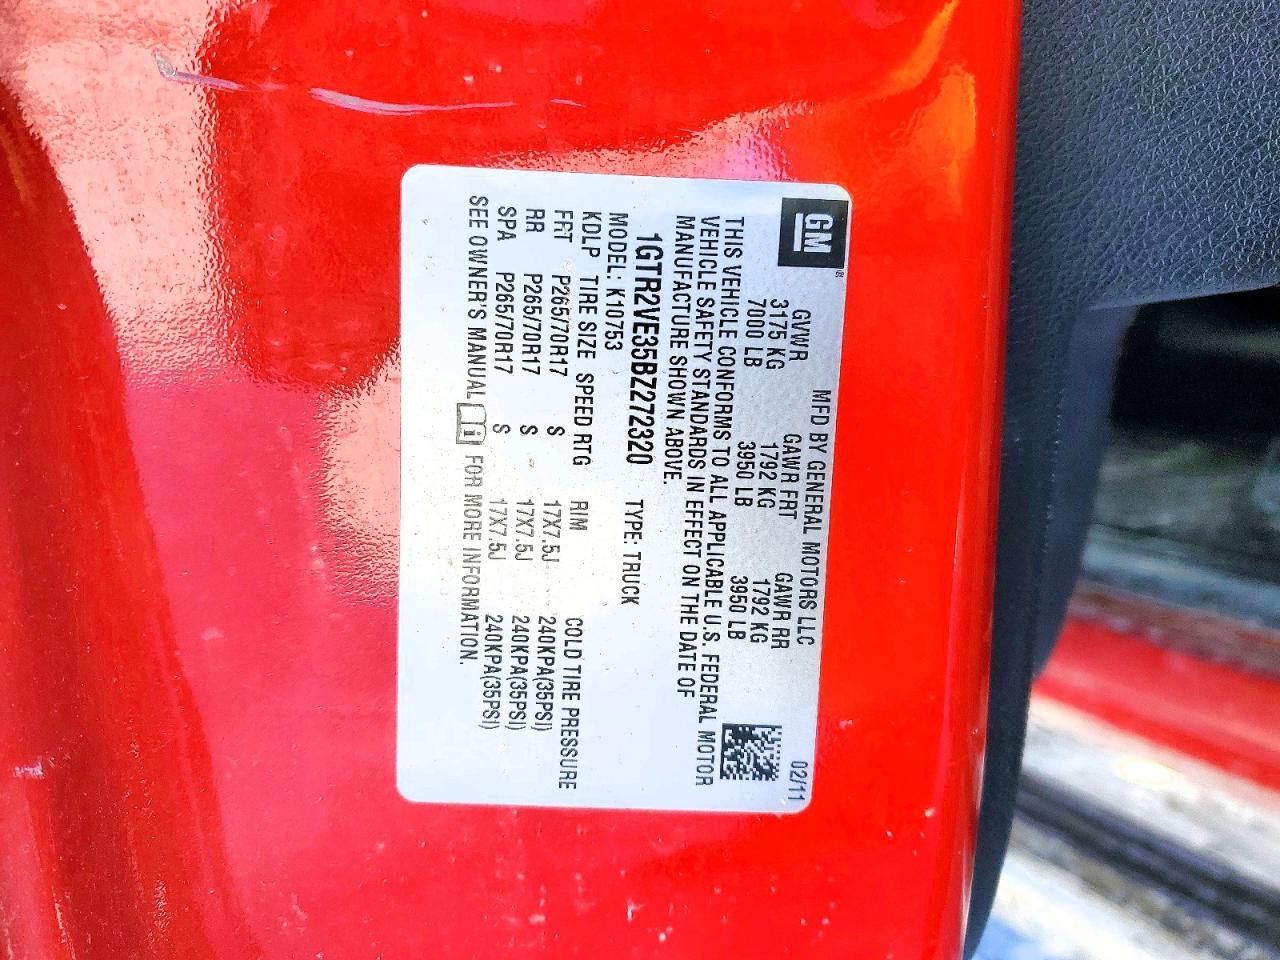 GM®
MFD BY GENERAL MOTORS LLC 02/11
GVWR GAWR FRT GAWR RR
3175 KG 1792 KG 1792 KG
7000 LB 3950 LB 3950 LB
THIS VEHICLE CONFORMS TO ALL APPLICABLE U.S. FEDERAL MOTOR
VEHICLE SAFETY STANDARDS IN EFFECT ON THE DATE OF
MANUFACTURE SHOWN ABOVE.
1GTR2VE35BZ272320 TYPE: TRUCK
MODEL: K10753
KDLP TIRE SIZE SPEED RTG RIM COLD TIRE PRESSURE
FRT P265/70R17 S 17X7.5J 240KPA(35PSI)
RR P265/70R17 S 17X7.5J 240KPA(35PSI)
SPA P265/70R17 S 17X7.5J 240KPA(35PSI)
SEE OWNER'S MANUAL i FOR MORE INFORMATION.